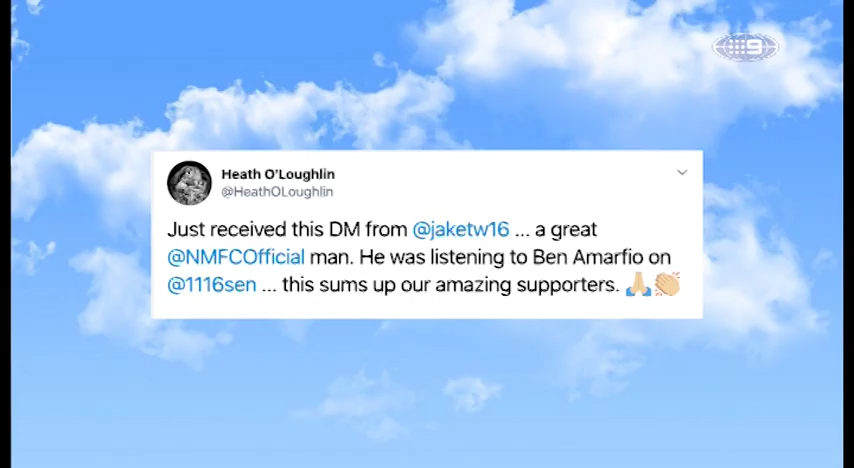 9
Heath O'Loughlin
@HeathOLoughlin
Just received this DM from @jaketw16 ... a great
@NMFCOfficial man. He was listening to Ben Amarfio on
@1116sen ... this sums up our amazing supporters. 🙏🏼👏🏼